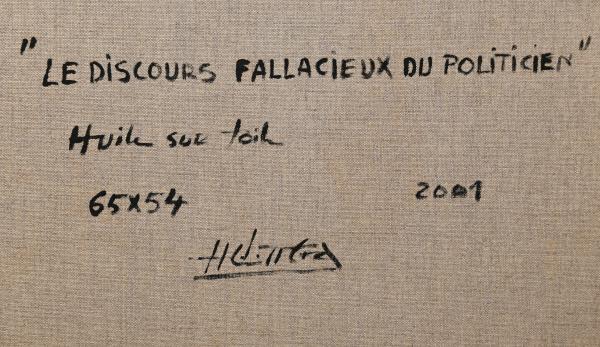 "LE DISCOURS FALLACIEUX DU POLITICIEN"
Huile sur toile
65x54 2001